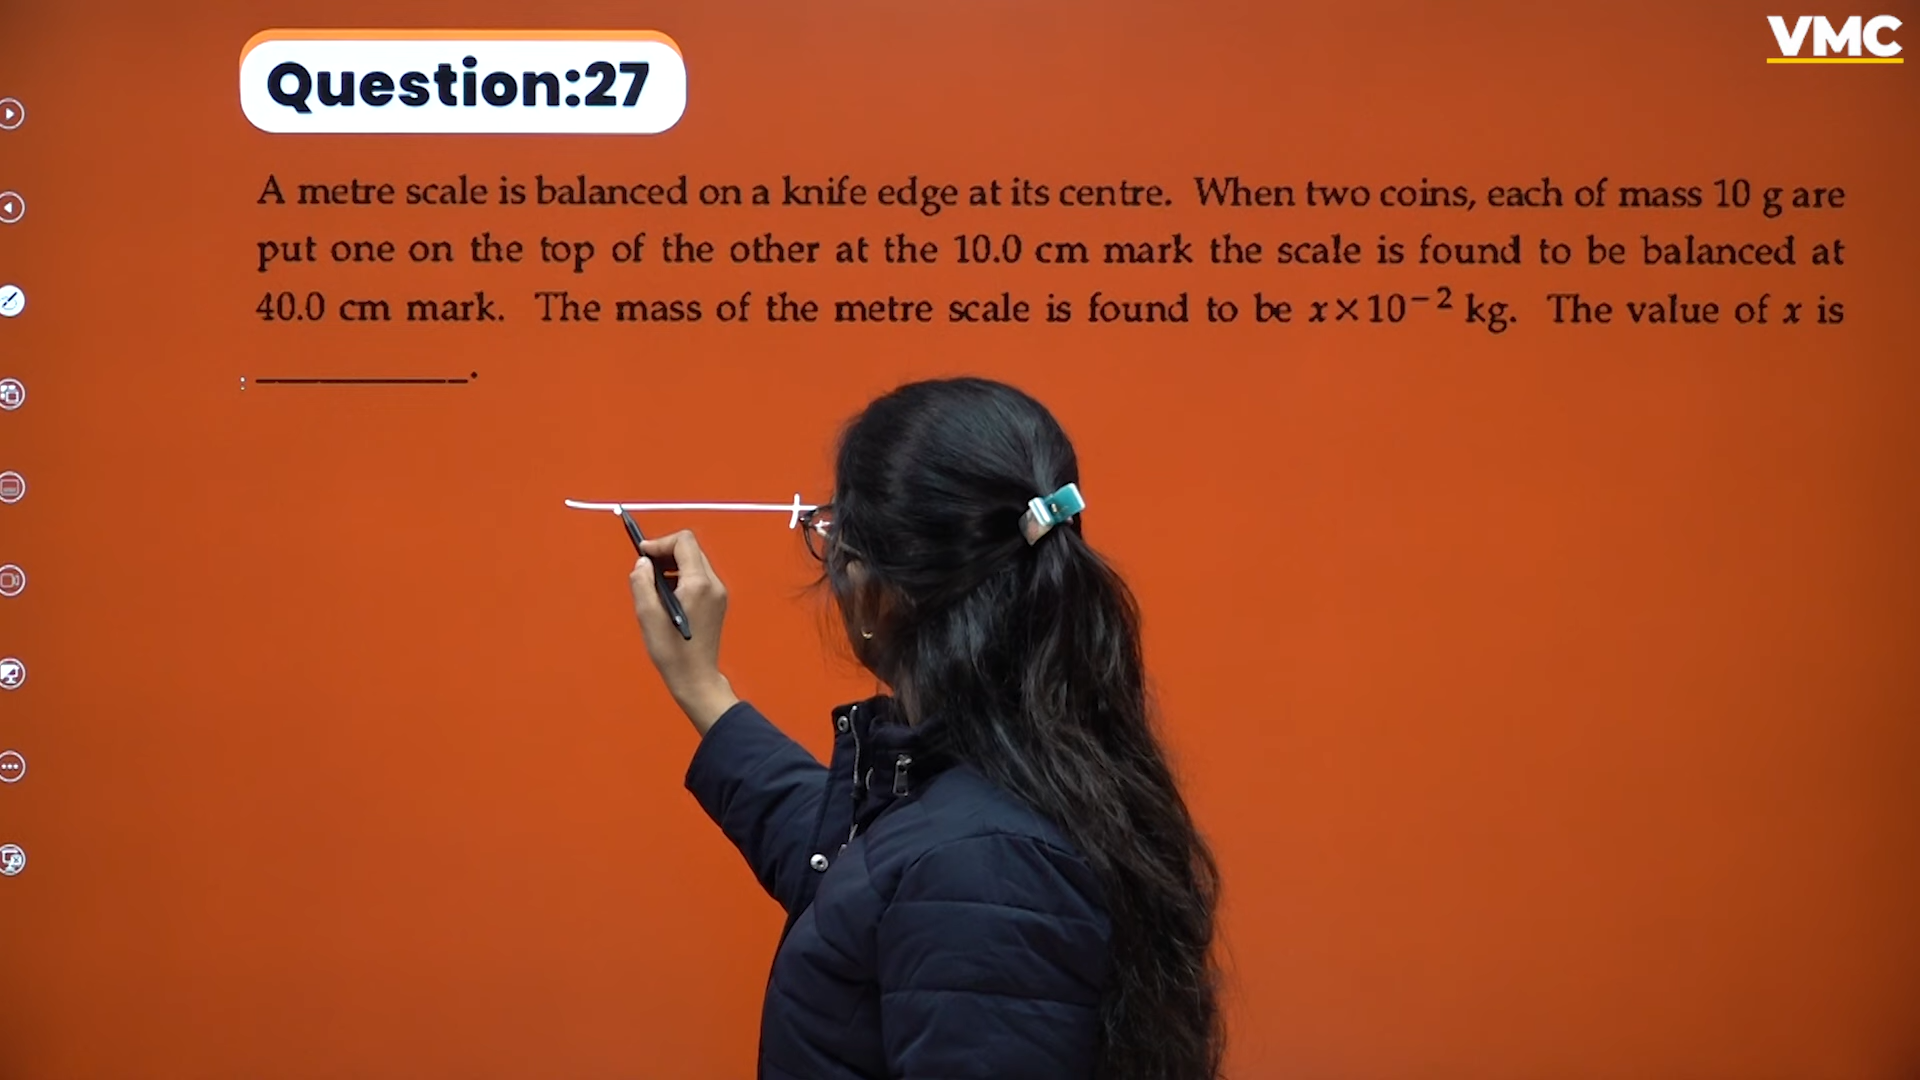 VMC
Question:27
A metre scale is balanced on a knife edge at its centre. When two coins, each of mass 10 g are
put one on the top of the other at the 10.0 cm mark the scale is found to be balanced at
40.0 cm mark. The mass of the metre scale is found to be x×10⁻² kg. The value of x is
: __________.